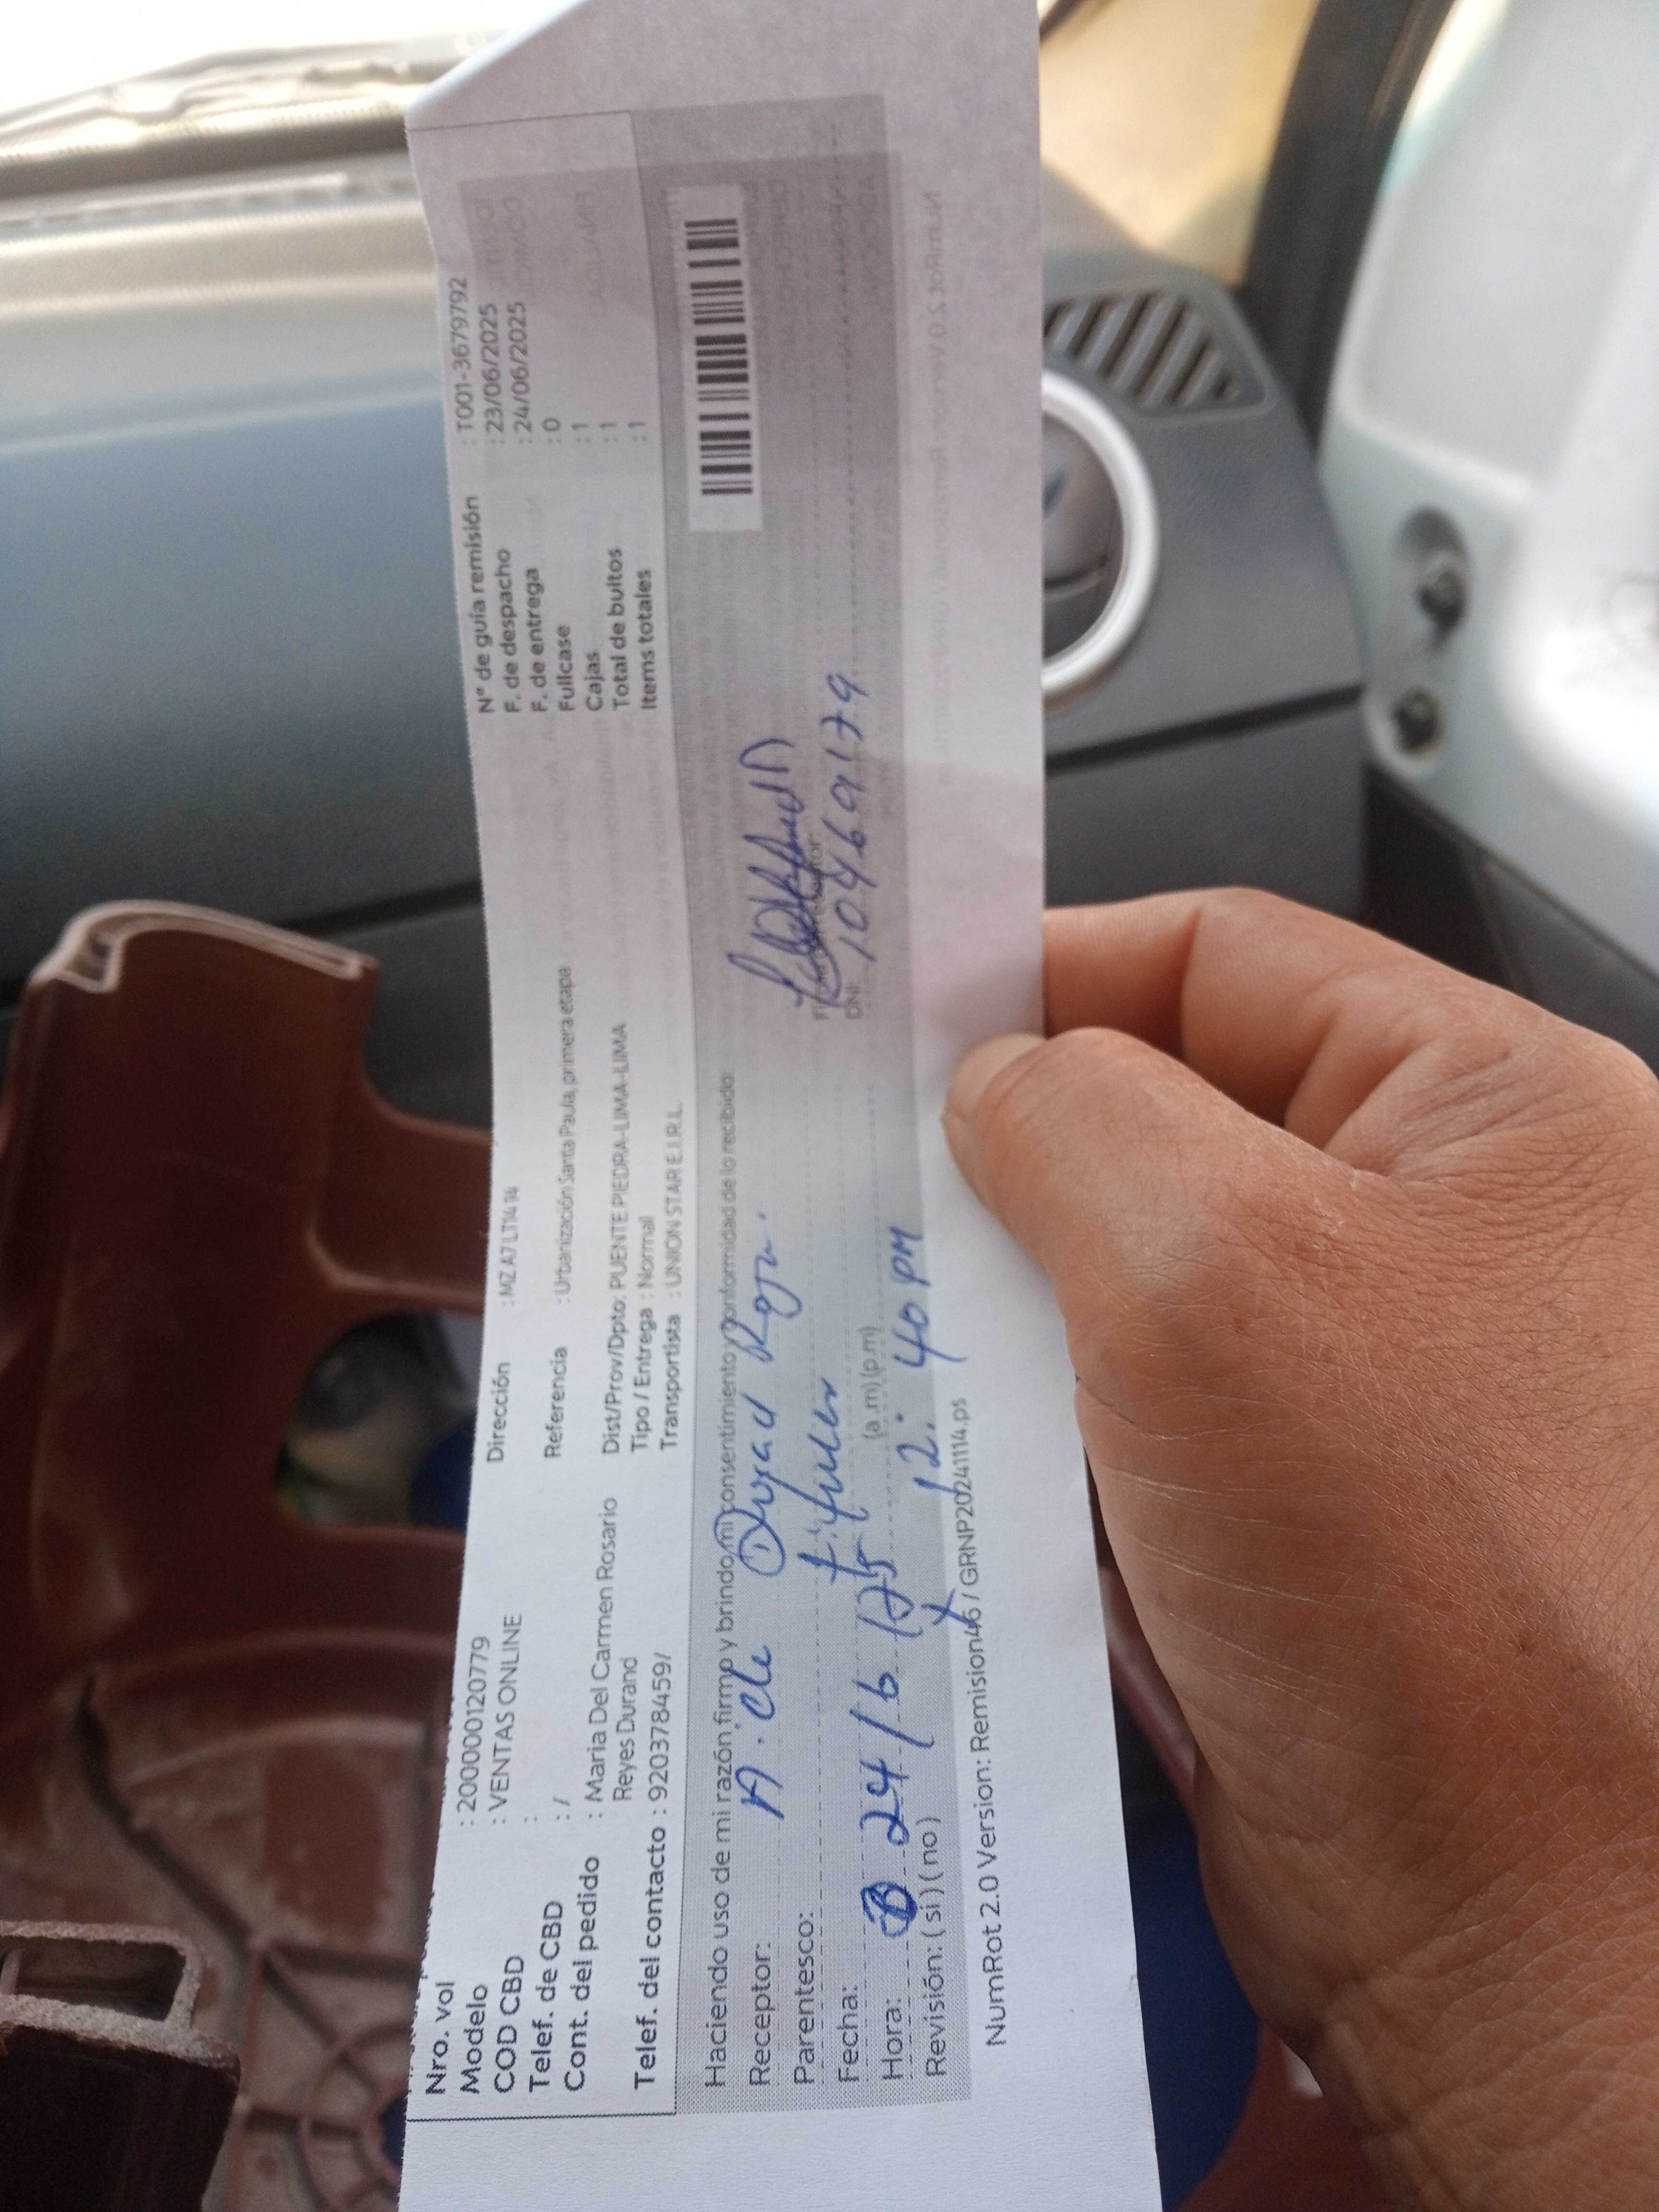 Nro. vol : 200000120779
Modelo : VENTAS ONLINE
COD CBD :
Telef. de CBD : /
Cont. del pedido : Maria Del Carmen Rosario
Reyes Durand
Telef. del contacto : 920378459/
Dirección : MZ A7 LT14 14
Referencia : Urbanización Santa Paula, primera etapa
Dist/Prov/Dpto: PUENTE PIEDRA-LIMA-LIMA
Tipo / Entrega : Normal
Transportista : UNION STAR E.I.R.L.
N° de guía remisión : T001-3679792
F. de despacho : 23/06/2025
F. de entrega : 24/06/2025
Fullcase : 0
Cajas : 1
Total de bultos : 1
Items totales : 1
Haciendo uso de mi razón firmo y brindo mi consentimiento y conformidad de lo recibido:
Receptor:
Parentesco:
Fecha: 24/6/25
Hora: (a.m)(p.m) 12:40 PM
Revisión: (si)(no)
DNI: 10469179
NumRot 2.0 Version: Remision46 / GRNP20241114.ps